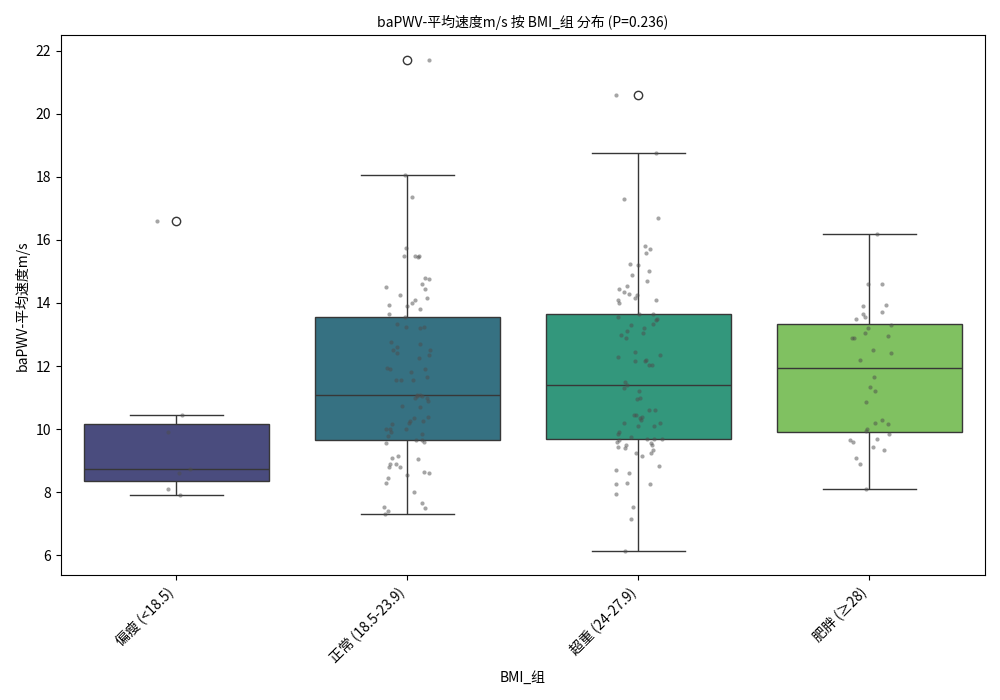 baPWV-平均速度m/s 按 BMI_组 分布 (P=0.236)
baPWV-平均速度m/s
22
20
18
16
14
12
10
8
6
偏瘦 (<18.5)
正常 (18.5-23.9)
超重 (24-27.9)
肥胖 (≥28)
BMI_组